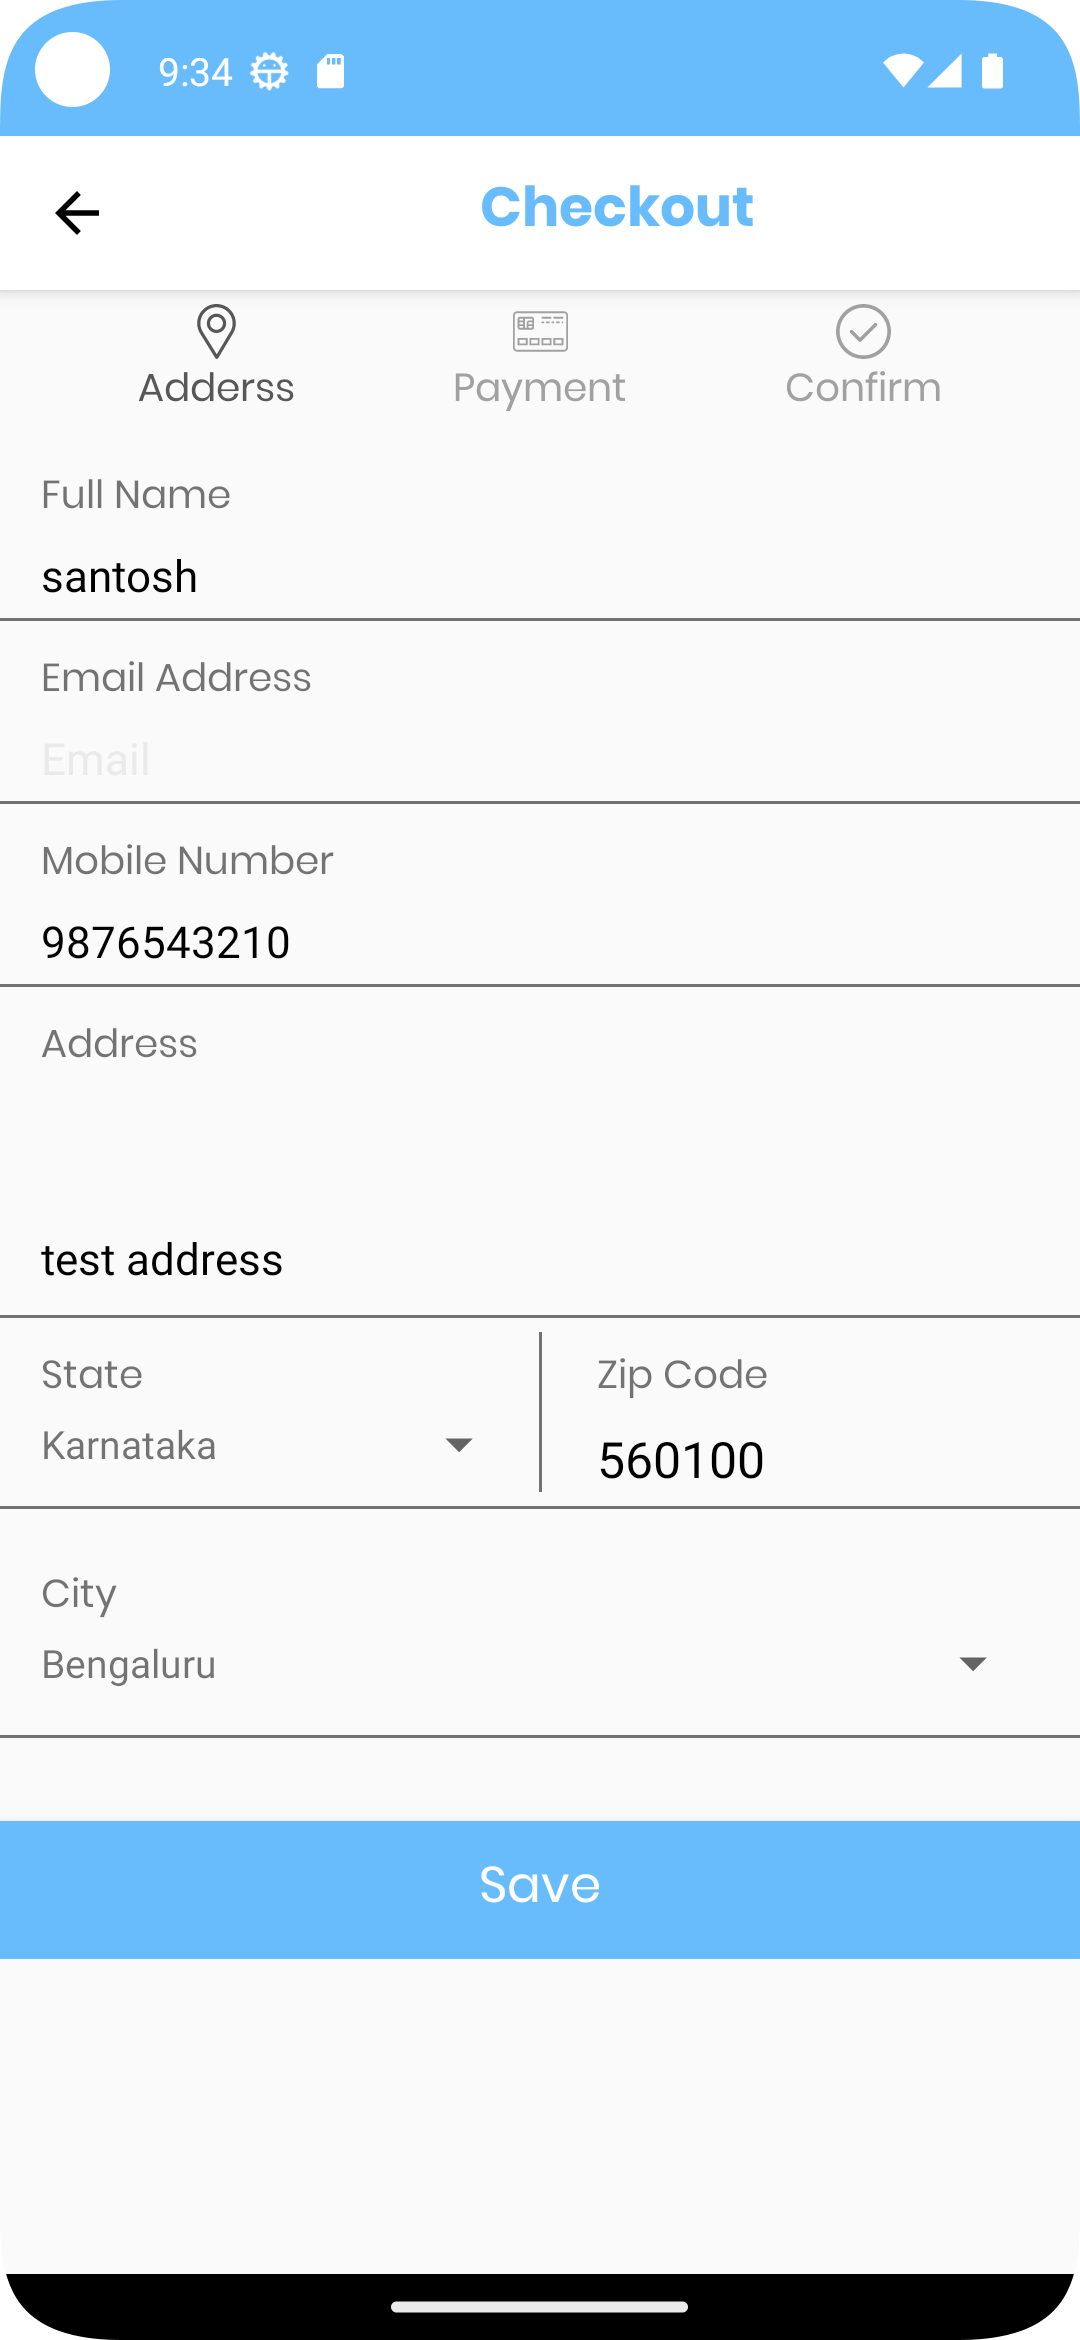 9:34
Checkout
Adderss Payment Confirm
Full Name
santosh
Email Address
Email
Mobile Number
9876543210
Address
test address
State Zip Code
Karnataka 560100
City
Bengaluru
Save